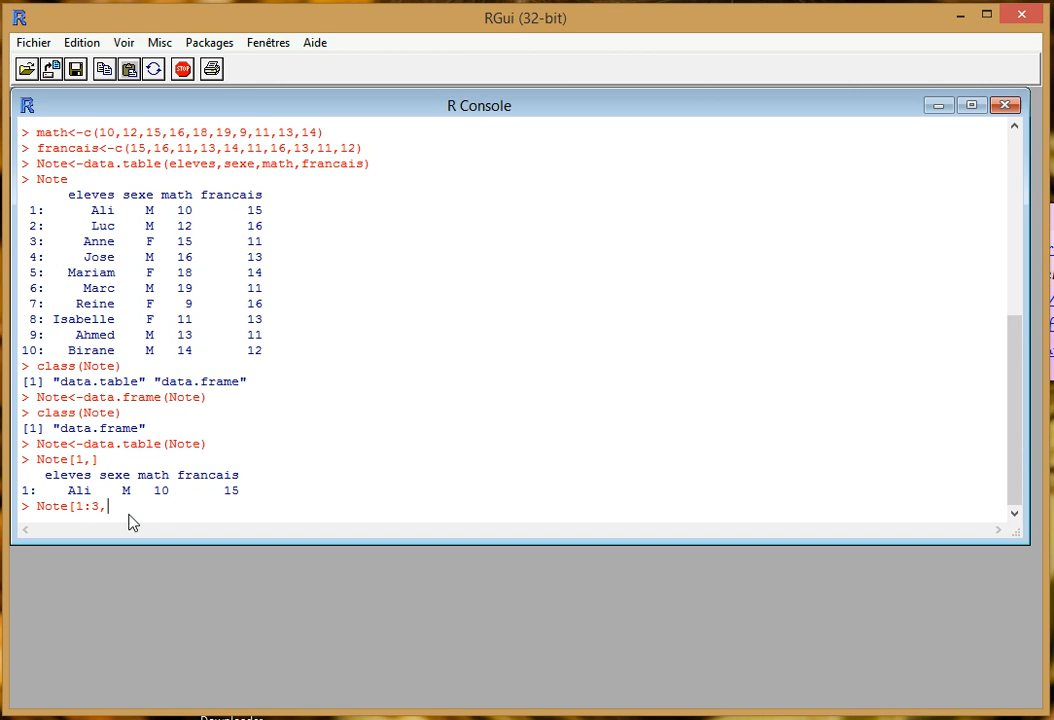 RGui (32-bit)
Fichier Edition Voir Misc Packages Fenêtres Aide
STOP
R Console
> math<-c(10,12,15,16,18,19,9,11,13,14)
> francais<-c(15,16,11,13,14,11,16,13,11,12)
> Note<-data.table(eleves,sexe,math,francais)
> Note
eleves sexe math francais
1: Ali M 10 15
2: Luc M 12 16
3: Anne F 15 11
4: Jose M 16 13
5: Mariam F 18 14
6: Marc M 19 11
7: Reine F 9 16
8: Isabelle F 11 13
9: Ahmed M 13 11
10: Birane M 14 12
> class(Note)
[1] "data.table" "data.frame"
> Note<-data.frame(Note)
> class(Note)
[1] "data.frame"
> Note<-data.table(Note)
> Note[1,]
eleves sexe math francais
1: Ali M 10 15
> Note[1:3,